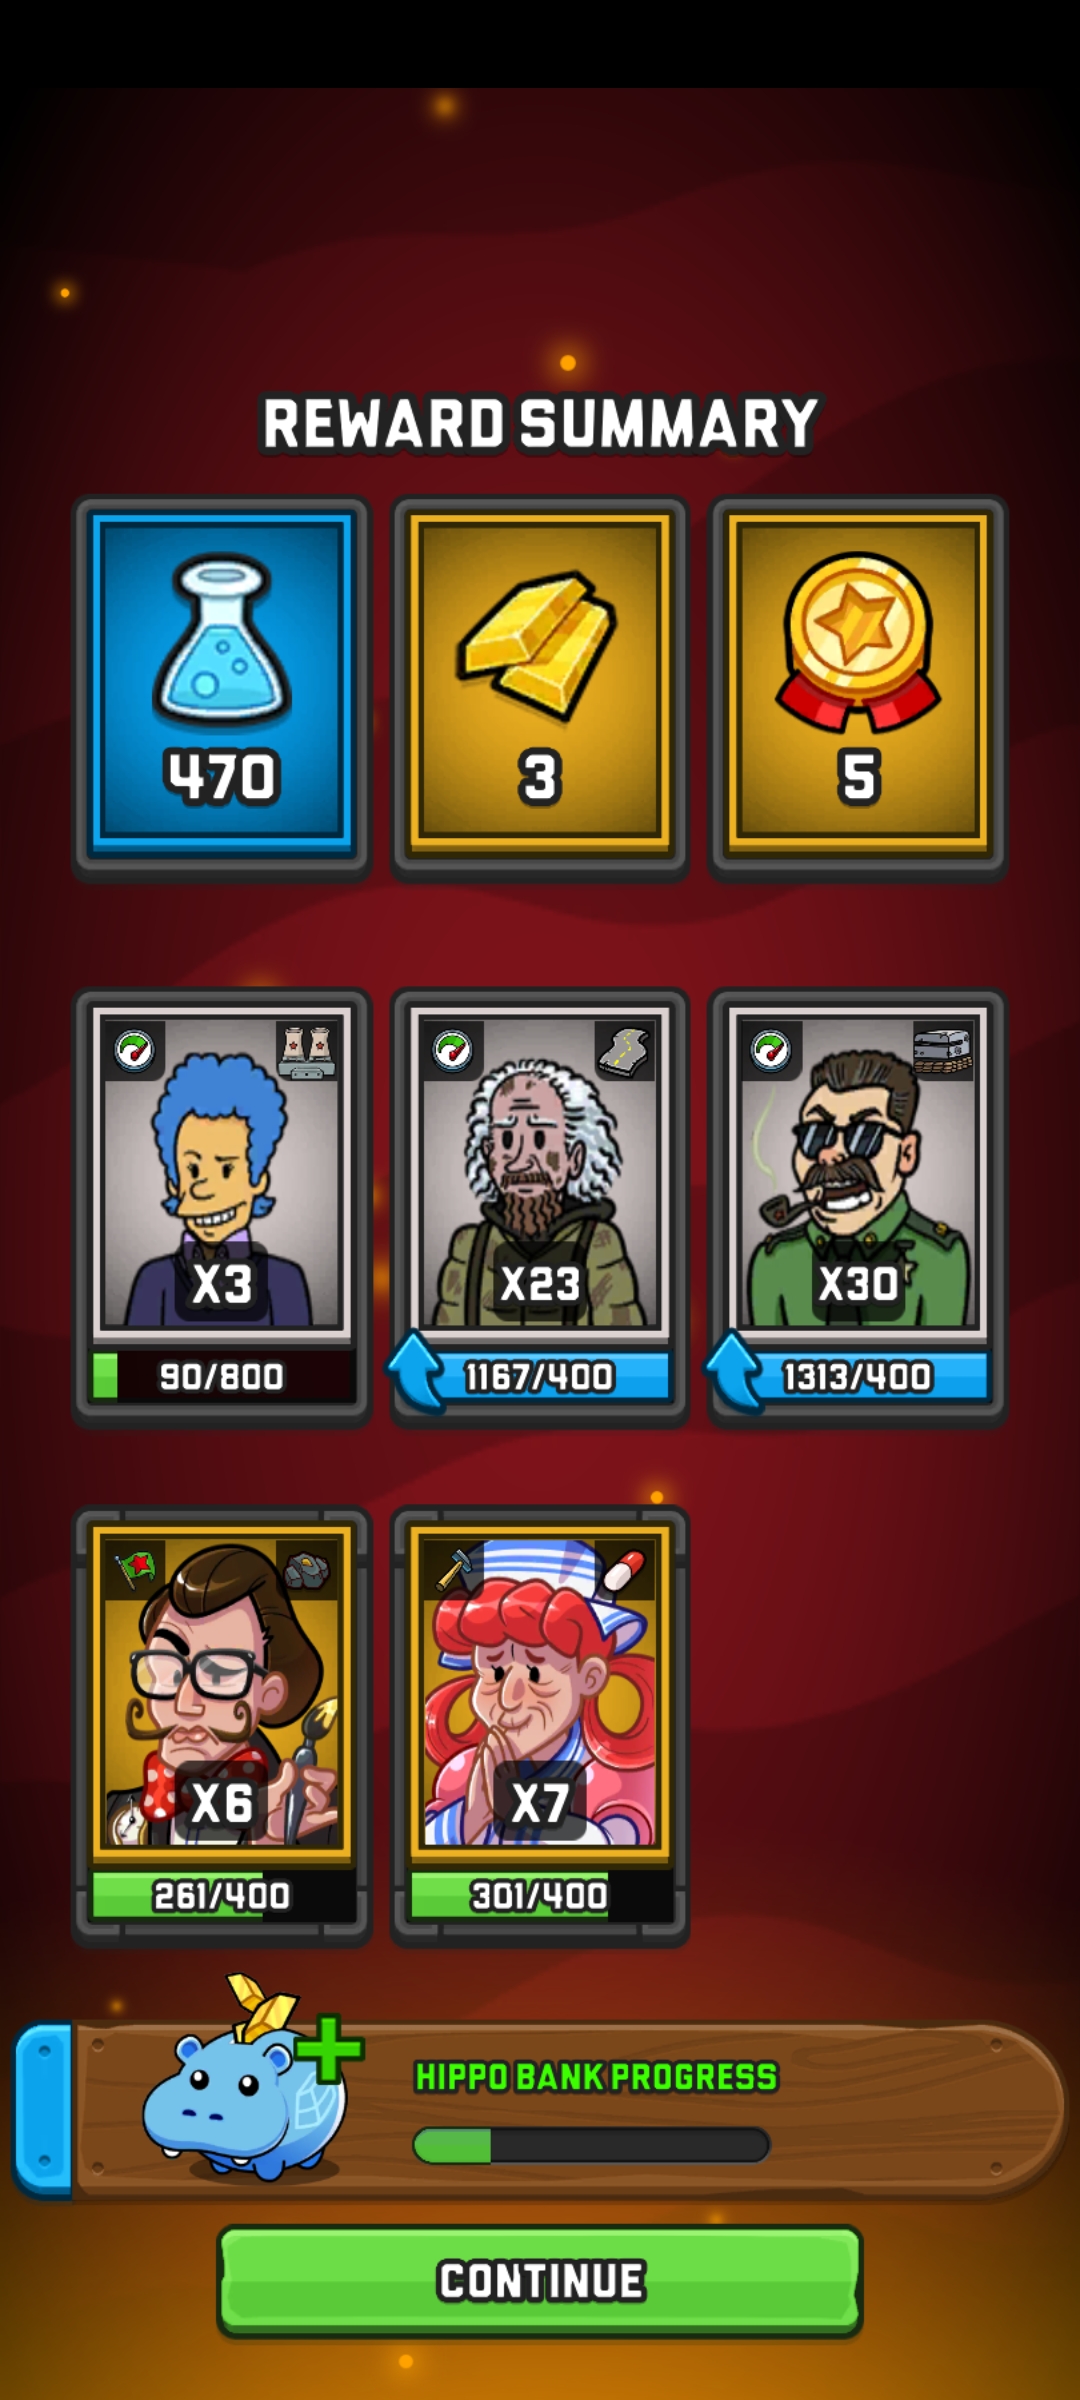 REWARD SUMMARY
470
3
5
X3
X23
X30
90/800
1167/400
1313/400
X6
X7
261/400
301/400
HIPPO BANK PROGRESS
CONTINUE